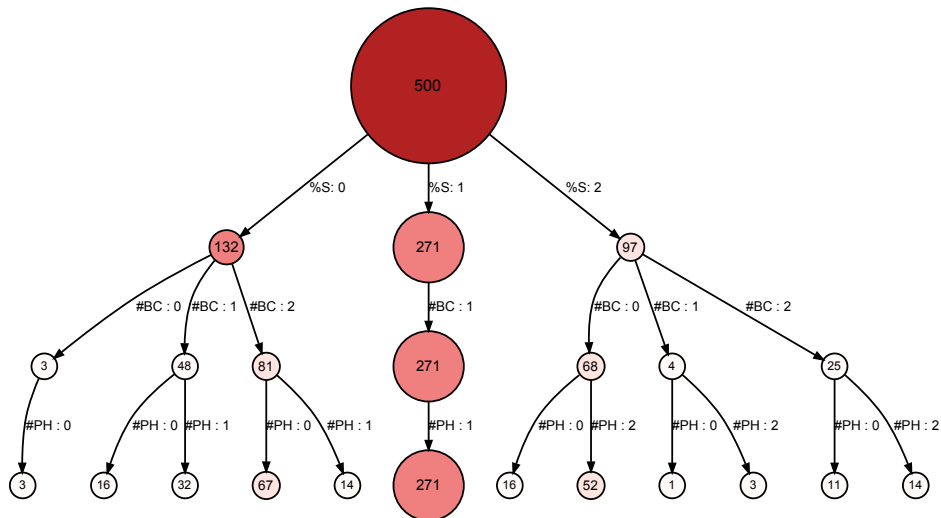 500
%S: 0
%S: 1
%S: 2
132
271
97
#BC : 0
#BC : 1
#BC : 2
#BC : 1
#BC : 0
#BC : 1
#BC : 2
3
48
81
271
68
4
25
#PH : 0
#PH : 0
#PH : 1
#PH : 0
#PH : 1
#PH : 1
#PH : 0
#PH : 2
#PH : 0
#PH : 2
#PH : 0
#PH : 2
3
16
32
67
14
271
16
52
1
3
11
14